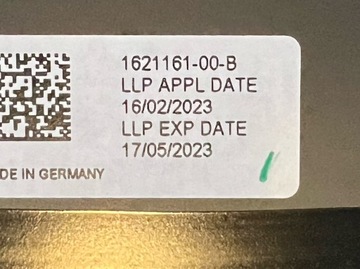 1621161-00-B
LLP APPL DATE
16/02/2023
LLP EXP DATE
17/05/2023
DE IN GERMANY